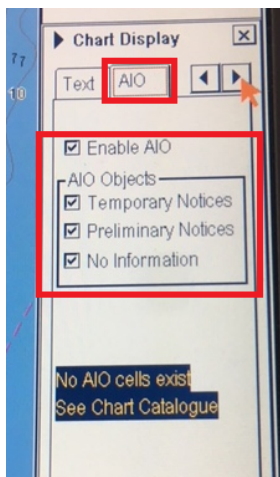 Chart Display
77
Text AIO
10
Enable AIO
AIO Objects
Temporary Notices
Preliminary Notices
No Information
No AIO cells exist
See Chart Catalogue